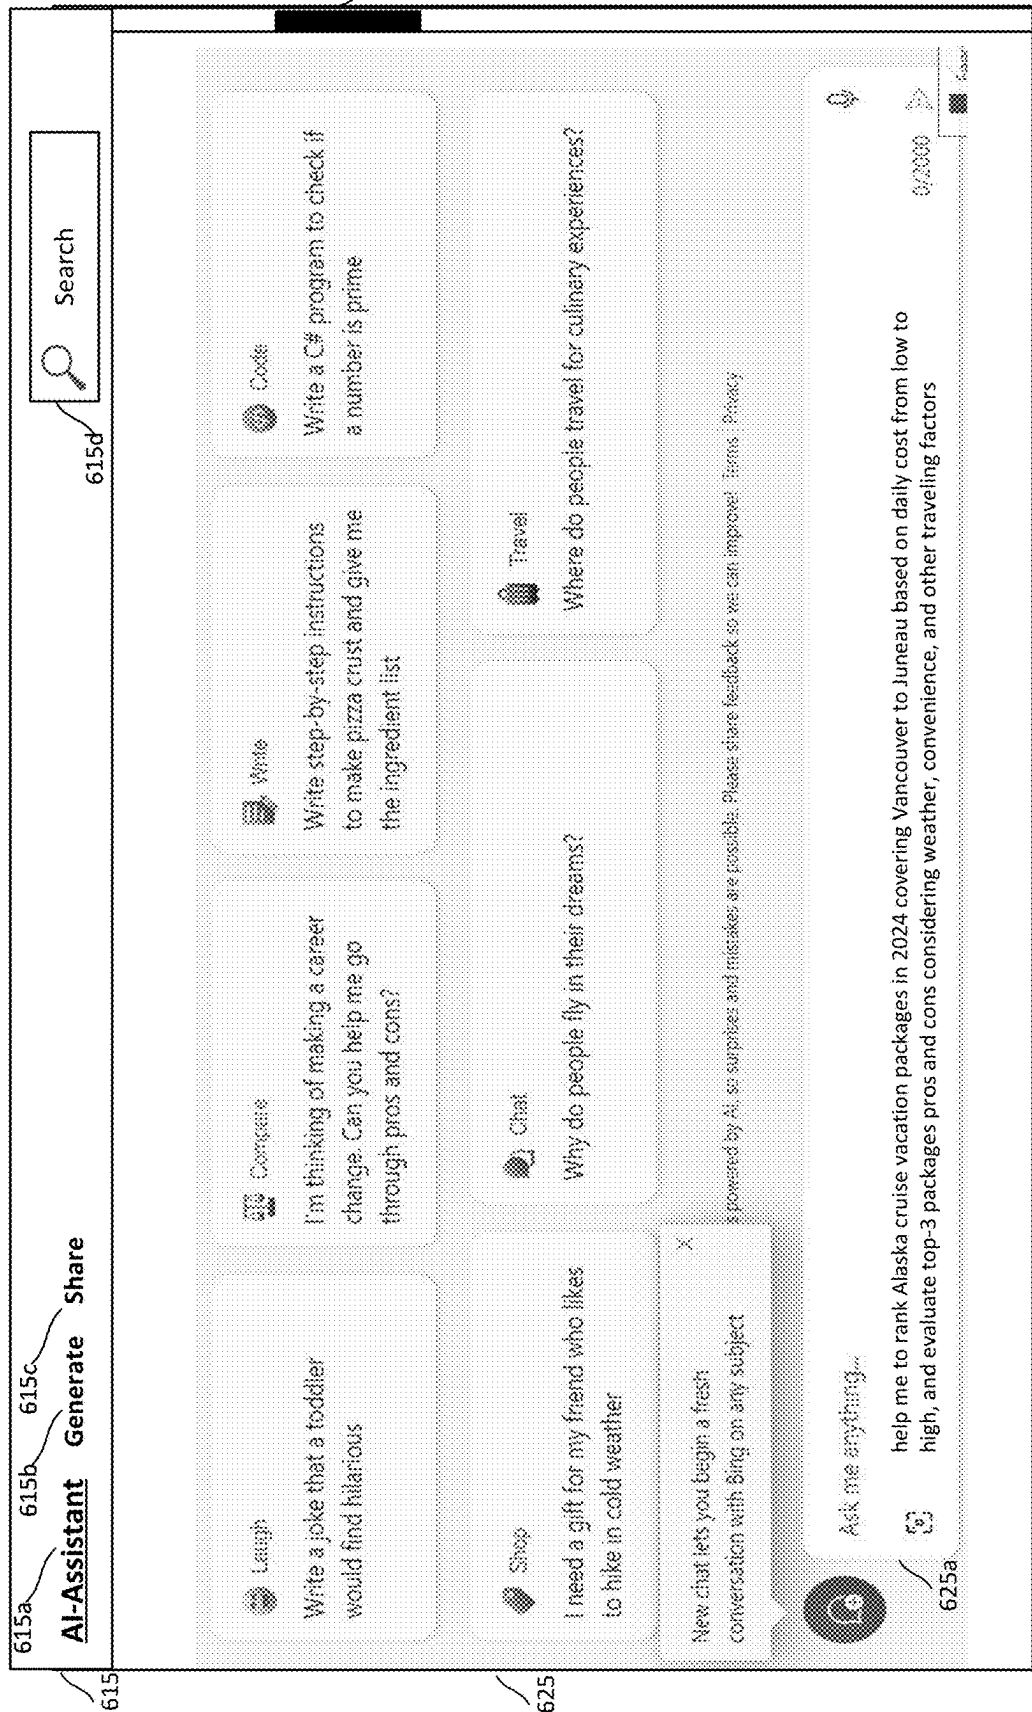 615a
615b
615c
AI-Assistant Generate Share
Search
615d
615
Laugh
Write a joke that a toddler
would find hilarious
Compare
I'm thinking of making a career
change. Can you help me go
through pros and cons?
Write
Write step-by-step instructions
to make pizza crust and give me
the ingredient list
Code
Write a C# program to check if
a number is prime
625
Shop
I need a gift for my friend who likes
to hike in cold weather
Chat
Why do people fly in their dreams?
Travel
Where do people travel for culinary experiences?
New chat lets you begin a fresh
conversation with Bing on any subject
X
s powered by AI, so surprises and mistakes are possible. Please share feedback so we can improve! Terms Privacy
Ask me anything...
help me to rank Alaska cruise vacation packages in 2024 covering Vancouver to Juneau based on daily cost from low to
high, and evaluate top-3 packages pros and cons considering weather, convenience, and other traveling factors
0/2000
625a